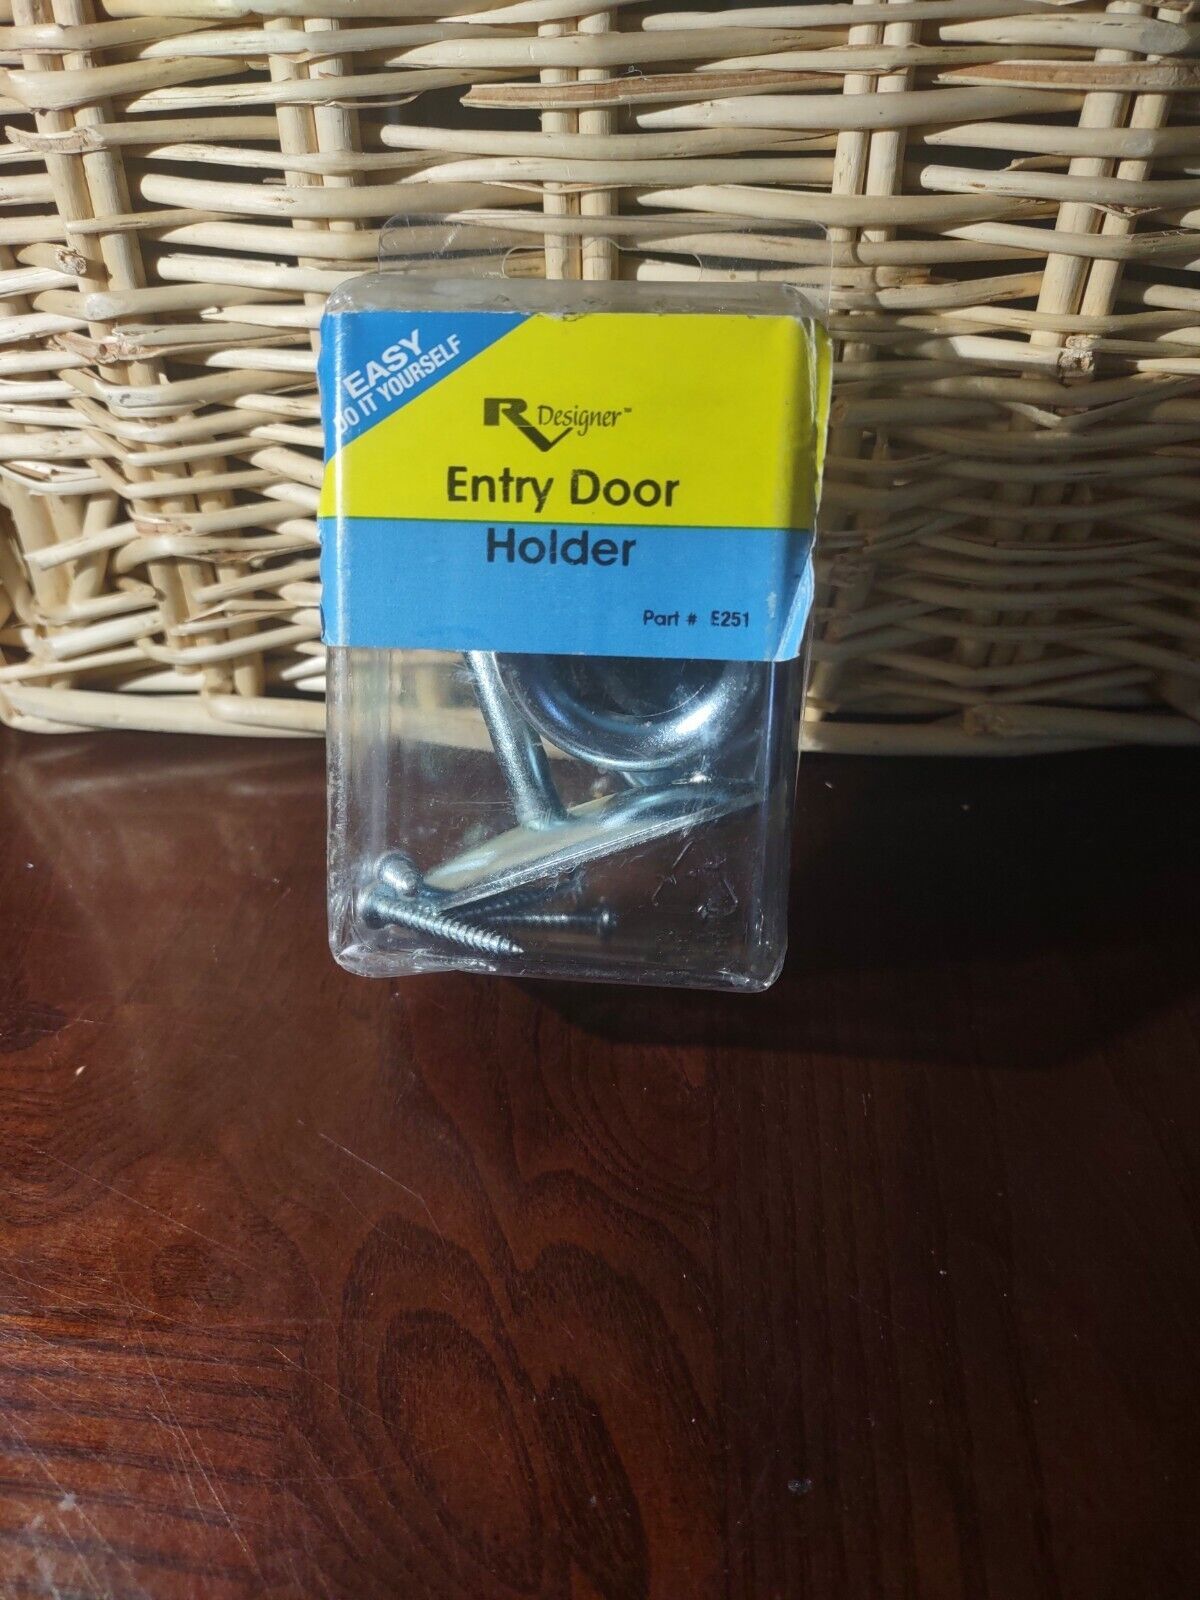 EASY
DO IT YOURSELF
RV Designer™
Entry Door
Holder
Part # E251